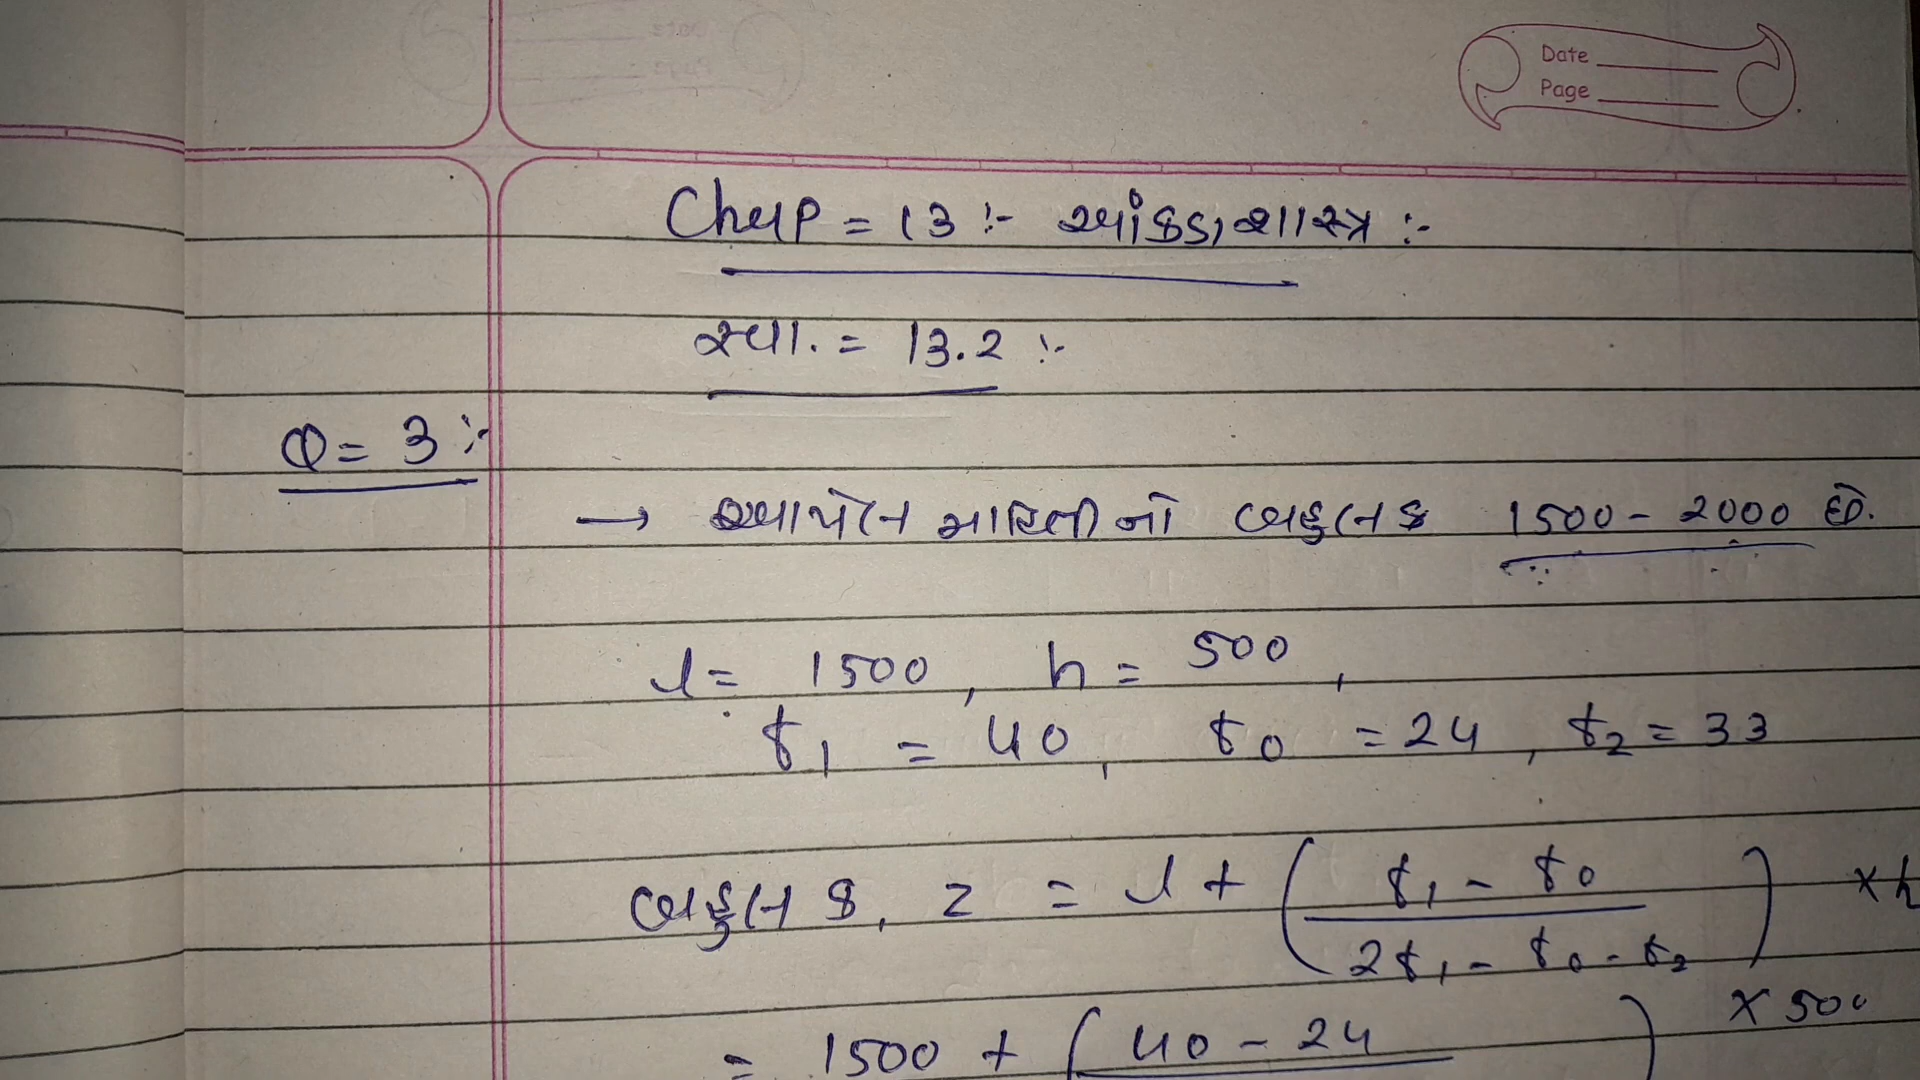 Date
Page
Chap = 13 :- આંકડાશાસ્ત્ર :-
સ્વા. = 13.2 :-
Q = 3 :-
→ આપેલ માહિતીનો બહુલક 1500 - 2000 છે.
l = 1500, h = 500,
f₁ = 40, f₀ = 24, f₂ = 33
બહુલક, z = l + ( f₁ - f₀ / 2f₁ - f₀ - f₂ ) × h
= 1500 + ( 40 - 24 ) × 500